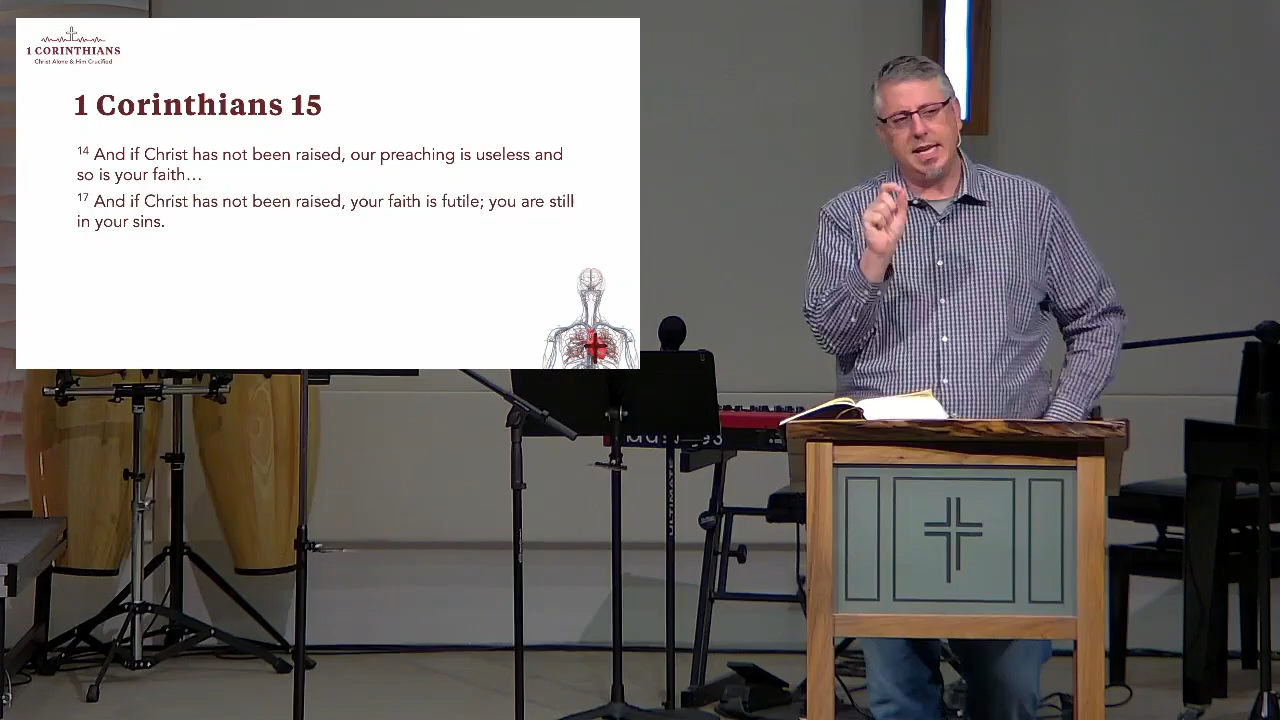 1 CORINTHIANS
Christ Alone & Him Crucified
1 Corinthians 15
14 And if Christ has not been raised, our preaching is useless and
so is your faith…
17 And if Christ has not been raised, your faith is futile; you are still
in your sins.
ULTIMATE